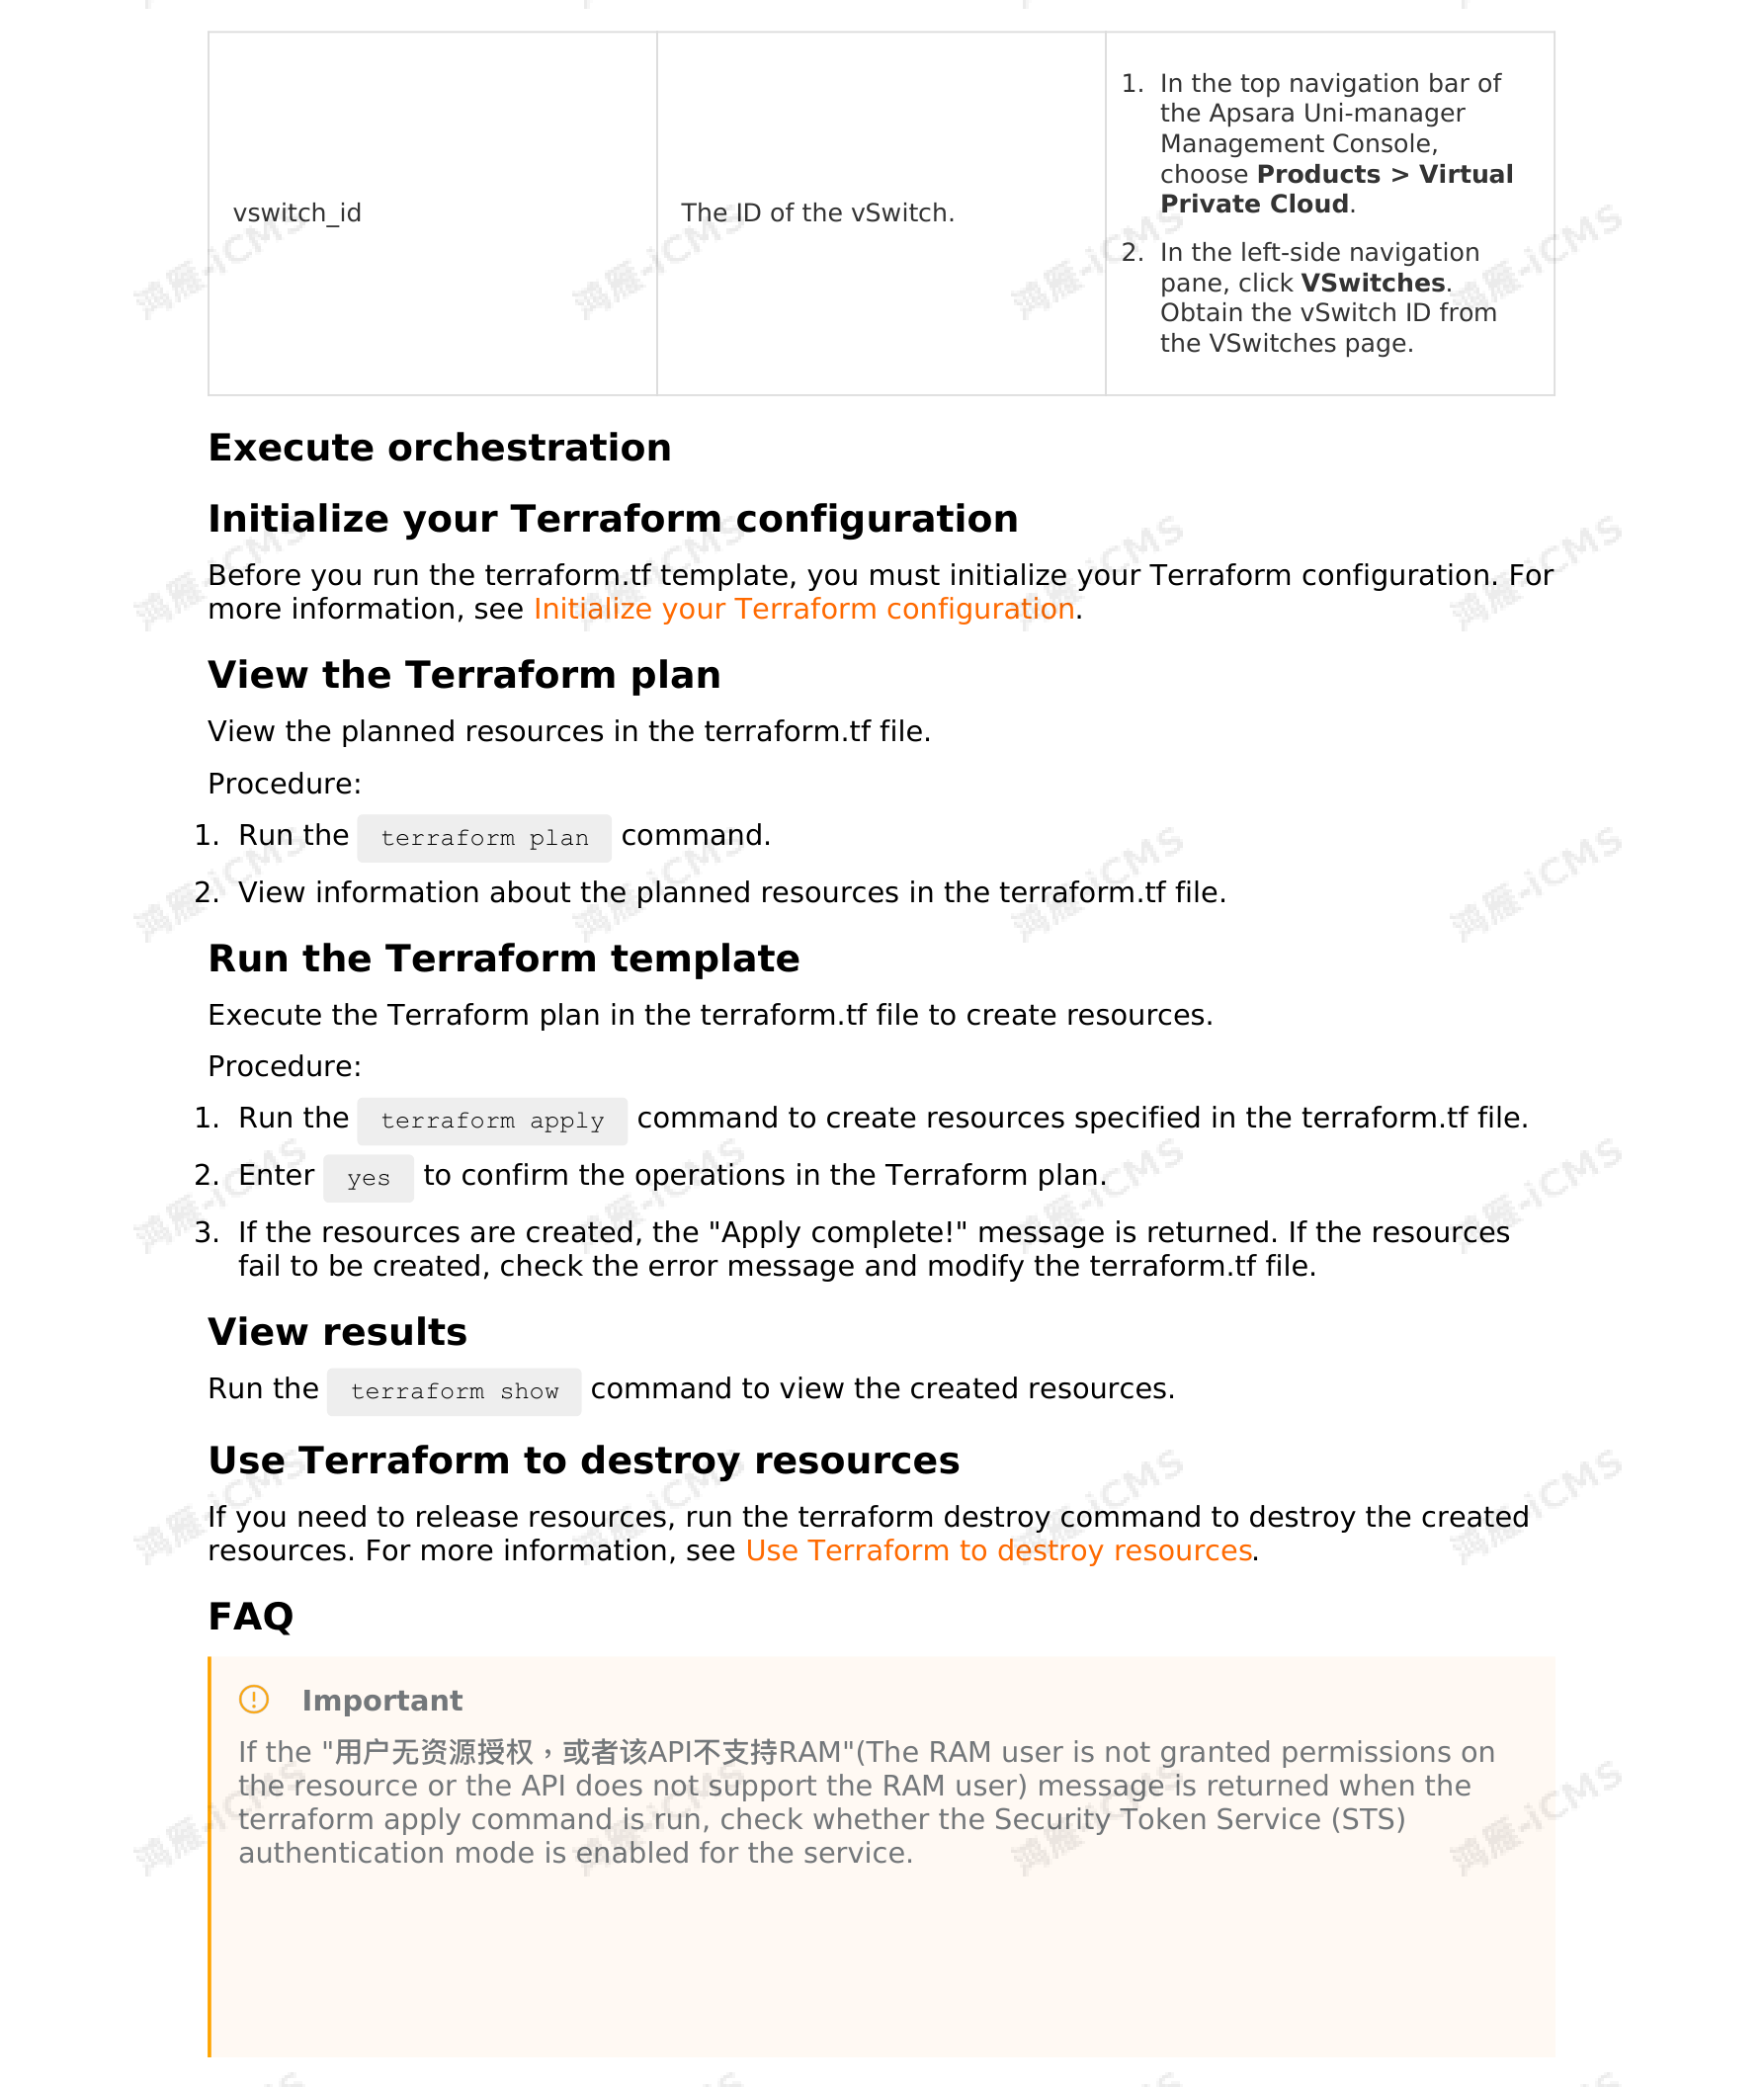 vswitch_id
The ID of the vSwitch.
1. In the top navigation bar of
the Apsara Uni-manager
Management Console,
choose Products > Virtual
Private Cloud.
2. In the left-side navigation
pane, click VSwitches.
Obtain the vSwitch ID from
the VSwitches page.
Execute orchestration
Initialize your Terraform configuration
Before you run the terraform.tf template, you must initialize your Terraform configuration. For
more information, see Initialize your Terraform configuration.
View the Terraform plan
View the planned resources in the terraform.tf file.
Procedure:
1. Run the terraform plan command.
2. View information about the planned resources in the terraform.tf file.
Run the Terraform template
Execute the Terraform plan in the terraform.tf file to create resources.
Procedure:
1. Run the terraform apply command to create resources specified in the terraform.tf file.
2. Enter yes to confirm the operations in the Terraform plan.
3. If the resources are created, the "Apply complete!" message is returned. If the resources
fail to be created, check the error message and modify the terraform.tf file.
View results
Run the terraform show command to view the created resources.
Use Terraform to destroy resources
If you need to release resources, run the terraform destroy command to destroy the created
resources. For more information, see Use Terraform to destroy resources.
FAQ
Important
If the "用户无资源授权，或者该API不支持RAM"(The RAM user is not granted permissions on
the resource or the API does not support the RAM user) message is returned when the
terraform apply command is run, check whether the Security Token Service (STS)
authentication mode is enabled for the service.
鸿雁-iCMS